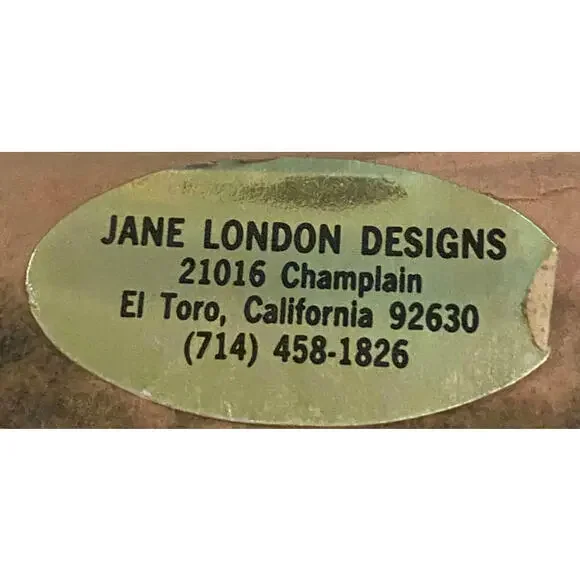 JANE LONDON DESIGNS
21016 Champlain
El Toro, California 92630
(714) 458-1826